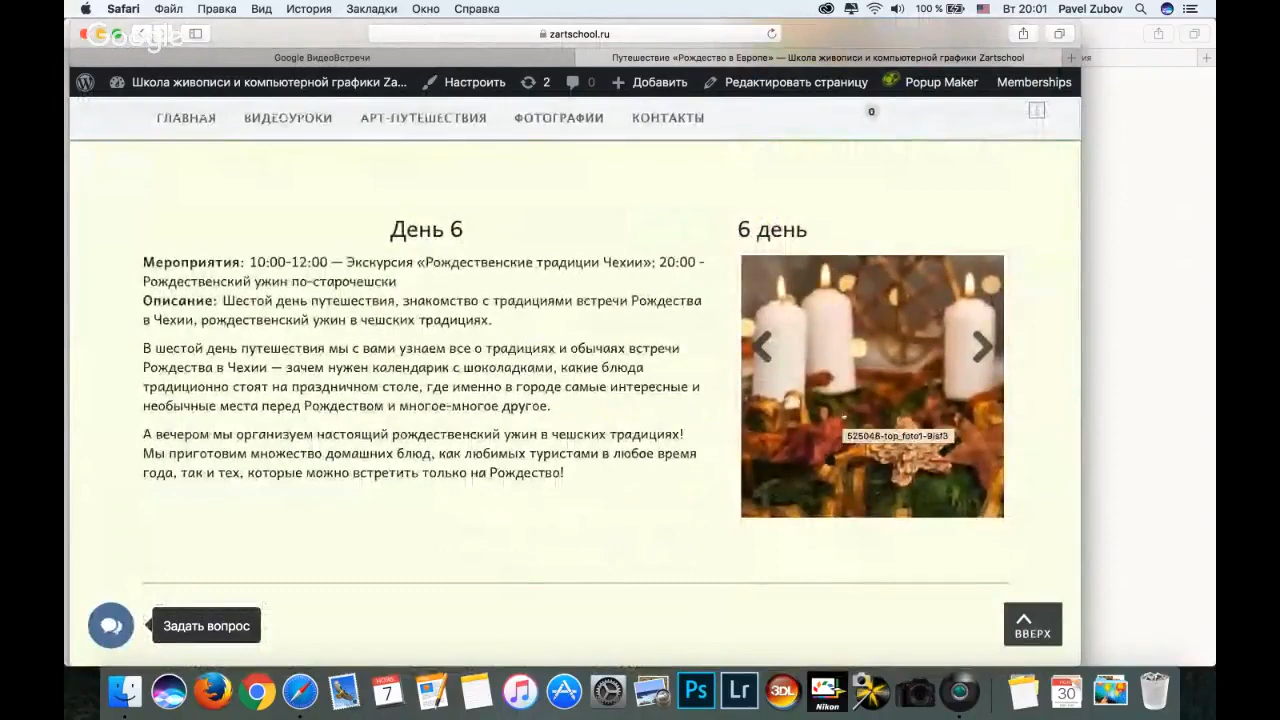 Safari Файл Правка Вид История Закладки Окно Справка 100 % Вт 20:01 Pavel Zubov
Google
zartschool.ru
Google ВидеоВстречи
Путешествие «Рождество в Европе» — Школа живописи и компьютерной графики Zartschool
Школа живописи и компьютерной графики Za... Настроить 2 0 Добавить Редактировать страницу Popup Maker Memberships
ГЛАВНАЯ ВИДЕОУРОКИ АРТ-ПУТЕШЕСТВИЯ ФОТОГРАФИИ КОНТАКТЫ 0
День 6
Мероприятия: 10:00-12:00 — Экскурсия «Рождественские традиции Чехии»; 20:00 -
Рождественский ужин по-старочешски
Описание: Шестой день путешествия, знакомство с традициями встречи Рождества
в Чехии, рождественский ужин в чешских традициях.
В шестой день путешествия мы с вами узнаем все о традициях и обычаях встречи
Рождества в Чехии — зачем нужен календарик с шоколадками, какие блюда
традиционно стоят на праздничном столе, где именно в городе самые интересные и
необычные места перед Рождеством и многое-многое другое.
А вечером мы организуем настоящий рождественский ужин в чешских традициях!
Мы приготовим множество домашних блюд, как любимых туристами в любое время
года, так и тех, которые можно встретить только на Рождество!
6 день
525048-top_foto1-9isf3
Задать вопрос
ВВЕРХ
НОЯБ.
7
Ps
Lr
3DL
Nikon
30